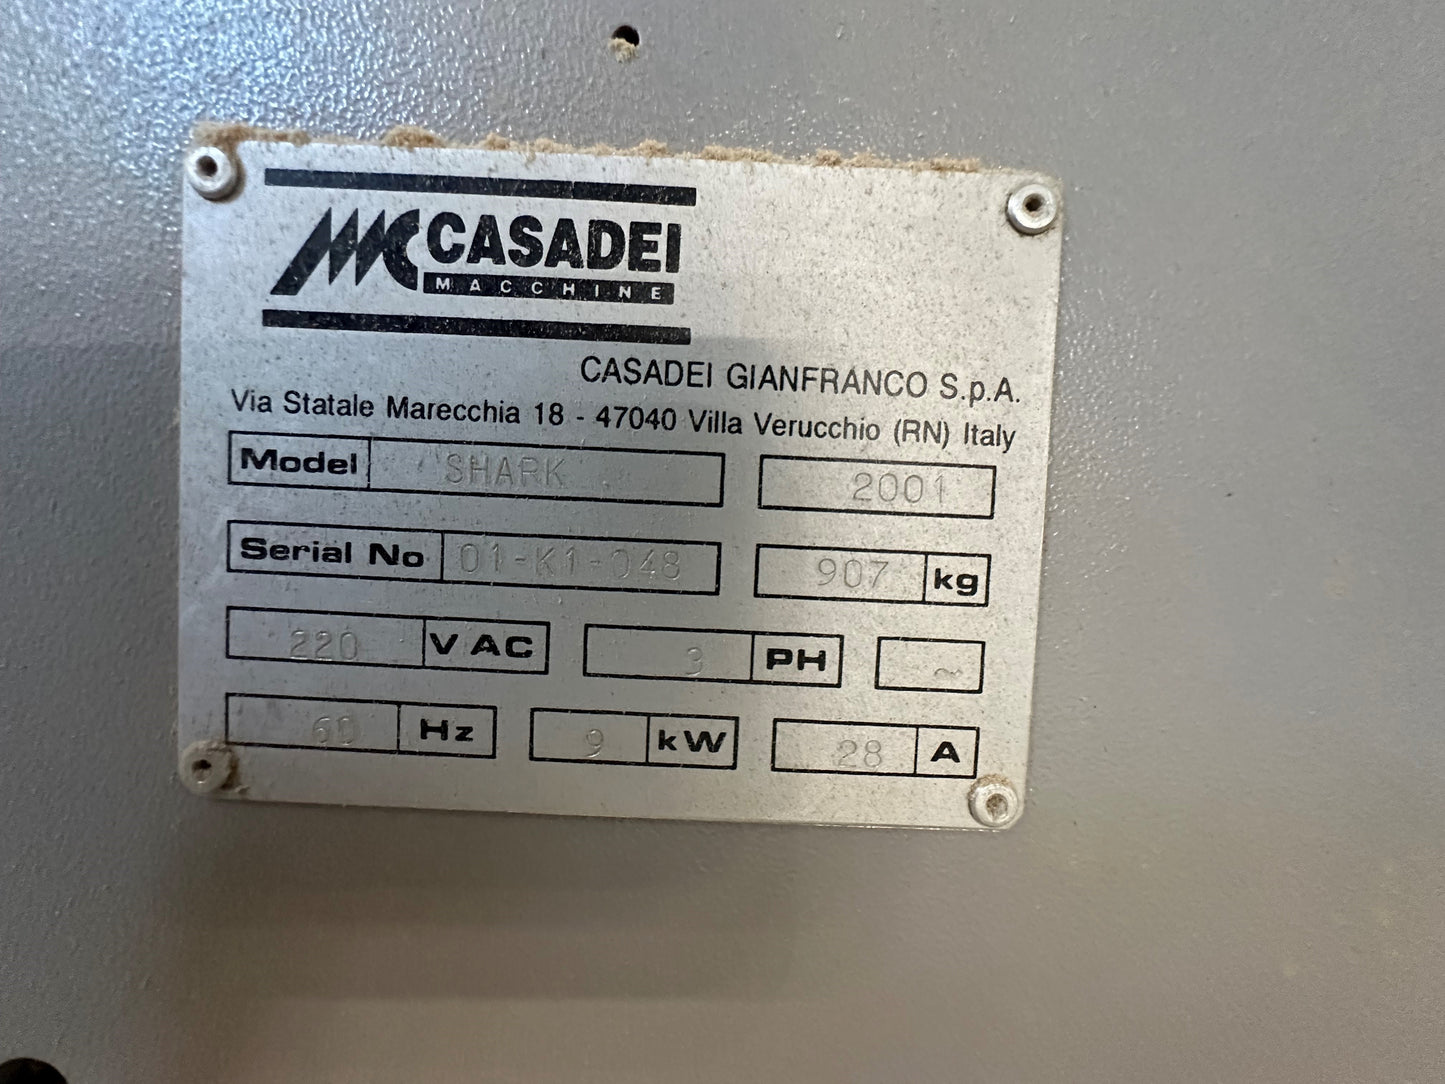 CASADEI
MACCHINE
CASADEI GIANFRANCO S.p.A.
Via Statale Marecchia 18 - 47040 Villa Verucchio (RN) Italy
Model SHARK 2001
Serial No 01-K1-048 907 kg
220 V AC 3 PH ~
60 Hz 9 kW 28 A